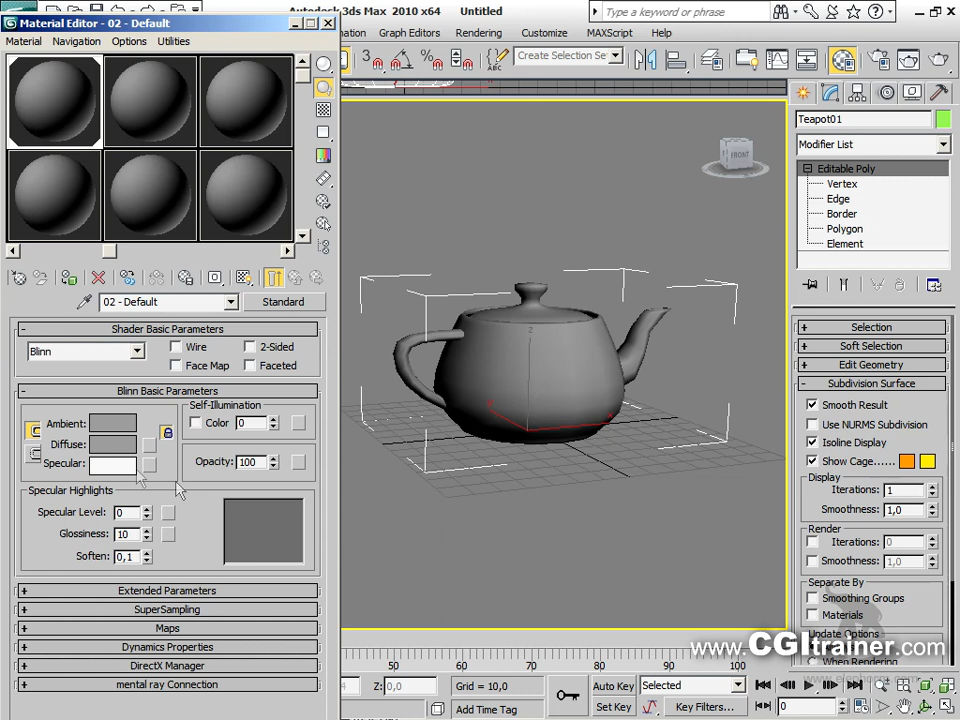 Autodesk 3ds Max 2010 x64 Untitled
Type a keyword or phrase
Material Editor - 02 - Default
Material Navigation Options Utilities
Graph Editors Rendering Customize MAXScript Help
Create Selection Se
ABC
FRONT
Teapot01
Modifier List
Editable Poly
Vertex
Edge
Border
Polygon
Element
02 - Default
Standard
Shader Basic Parameters
Blinn
Wire
2-Sided
Face Map
Faceted
Blinn Basic Parameters
Ambient:
Diffuse:
Specular:
Self-Illumination
Color 0
Opacity: 100
Specular Highlights
Specular Level: 0
Glossiness: 10
Soften: 0,1
Extended Parameters
SuperSampling
Maps
Dynamics Properties
DirectX Manager
mental ray Connection
Selection
Soft Selection
Edit Geometry
Subdivision Surface
Smooth Result
Use NURMS Subdivision
Isoline Display
Show Cage......
Display
Iterations: 1
Smoothness: 1,0
Render
Iterations: 0
Smoothness: 1,0
Separate By
Smoothing Groups
Materials
Update Options
When Rendering
www.CGItrainer.com
50 60 70 80 90 100
Z: 0,0
Grid = 10,0
Add Time Tag
Auto Key
Selected
Set Key
Key Filters...
0